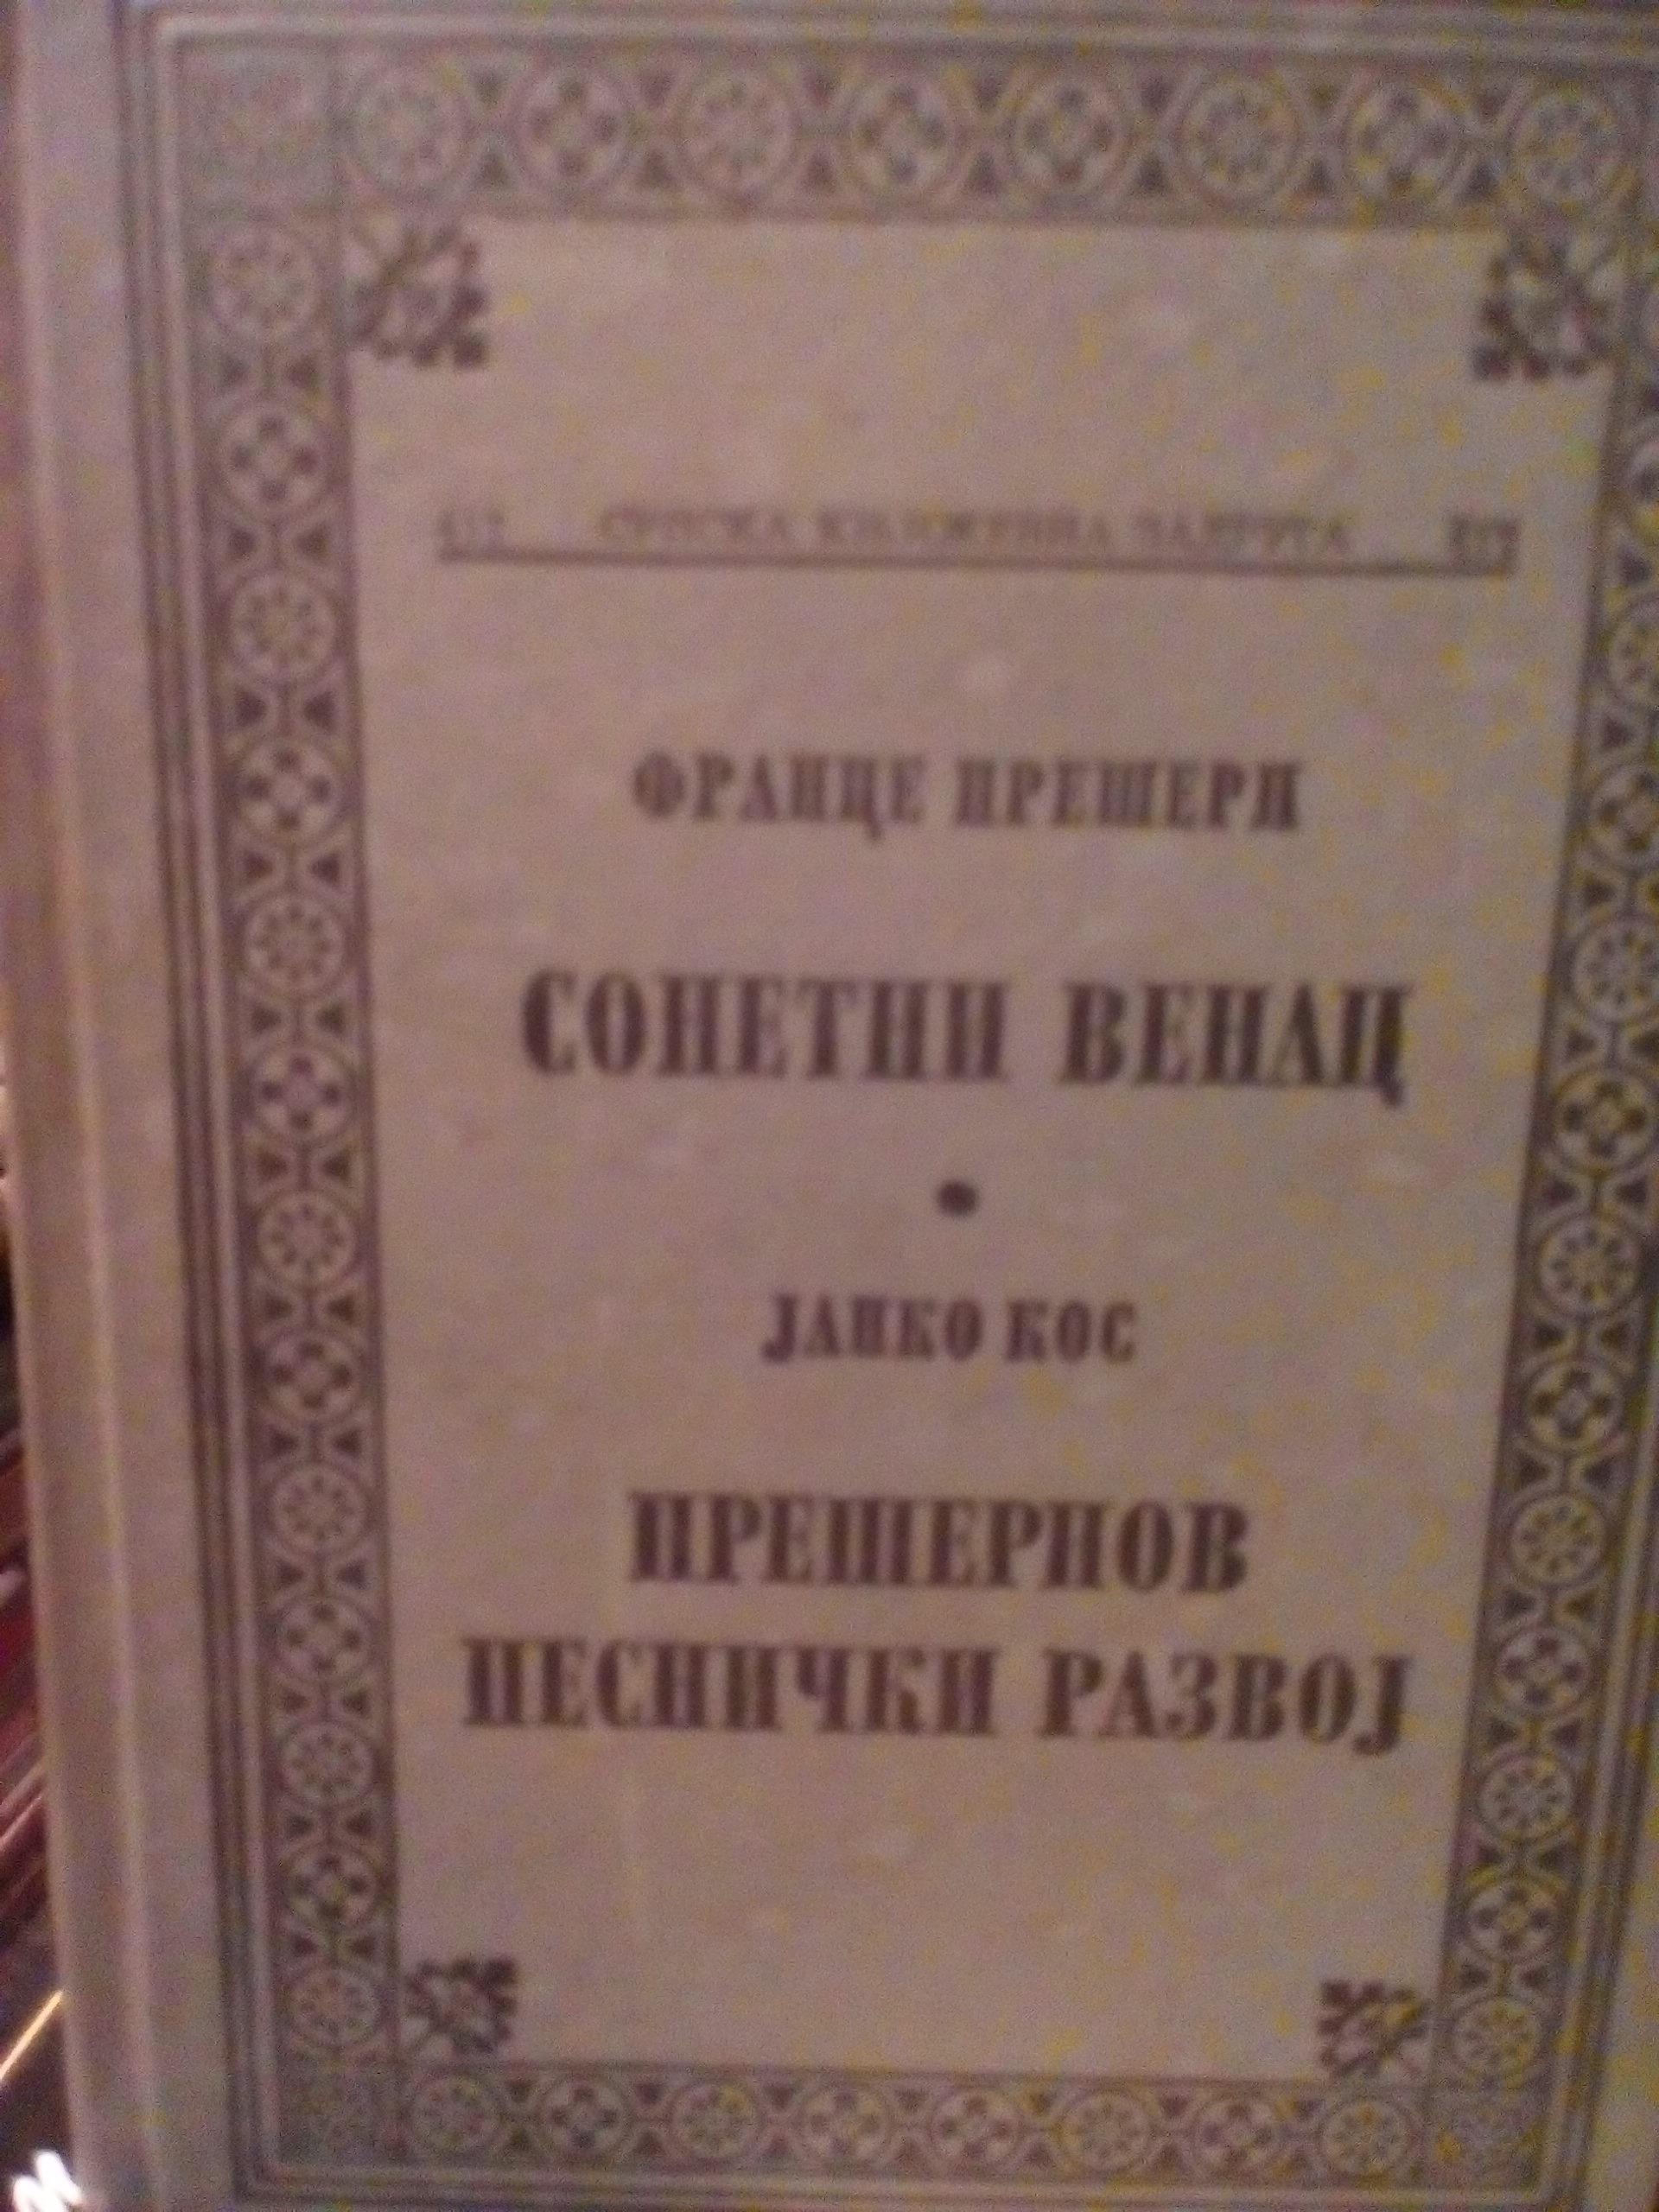 СРПСКА КЊИЖЕВНА ЗАДРУГА
ФРАНЦЕ ПРЕШЕРН
СОНЕТНИ ВЕНАЦ
•
ЈАНКО КОС
ПРЕШЕРНОВ
ПЕСНИЧКИ РАЗВОЈ